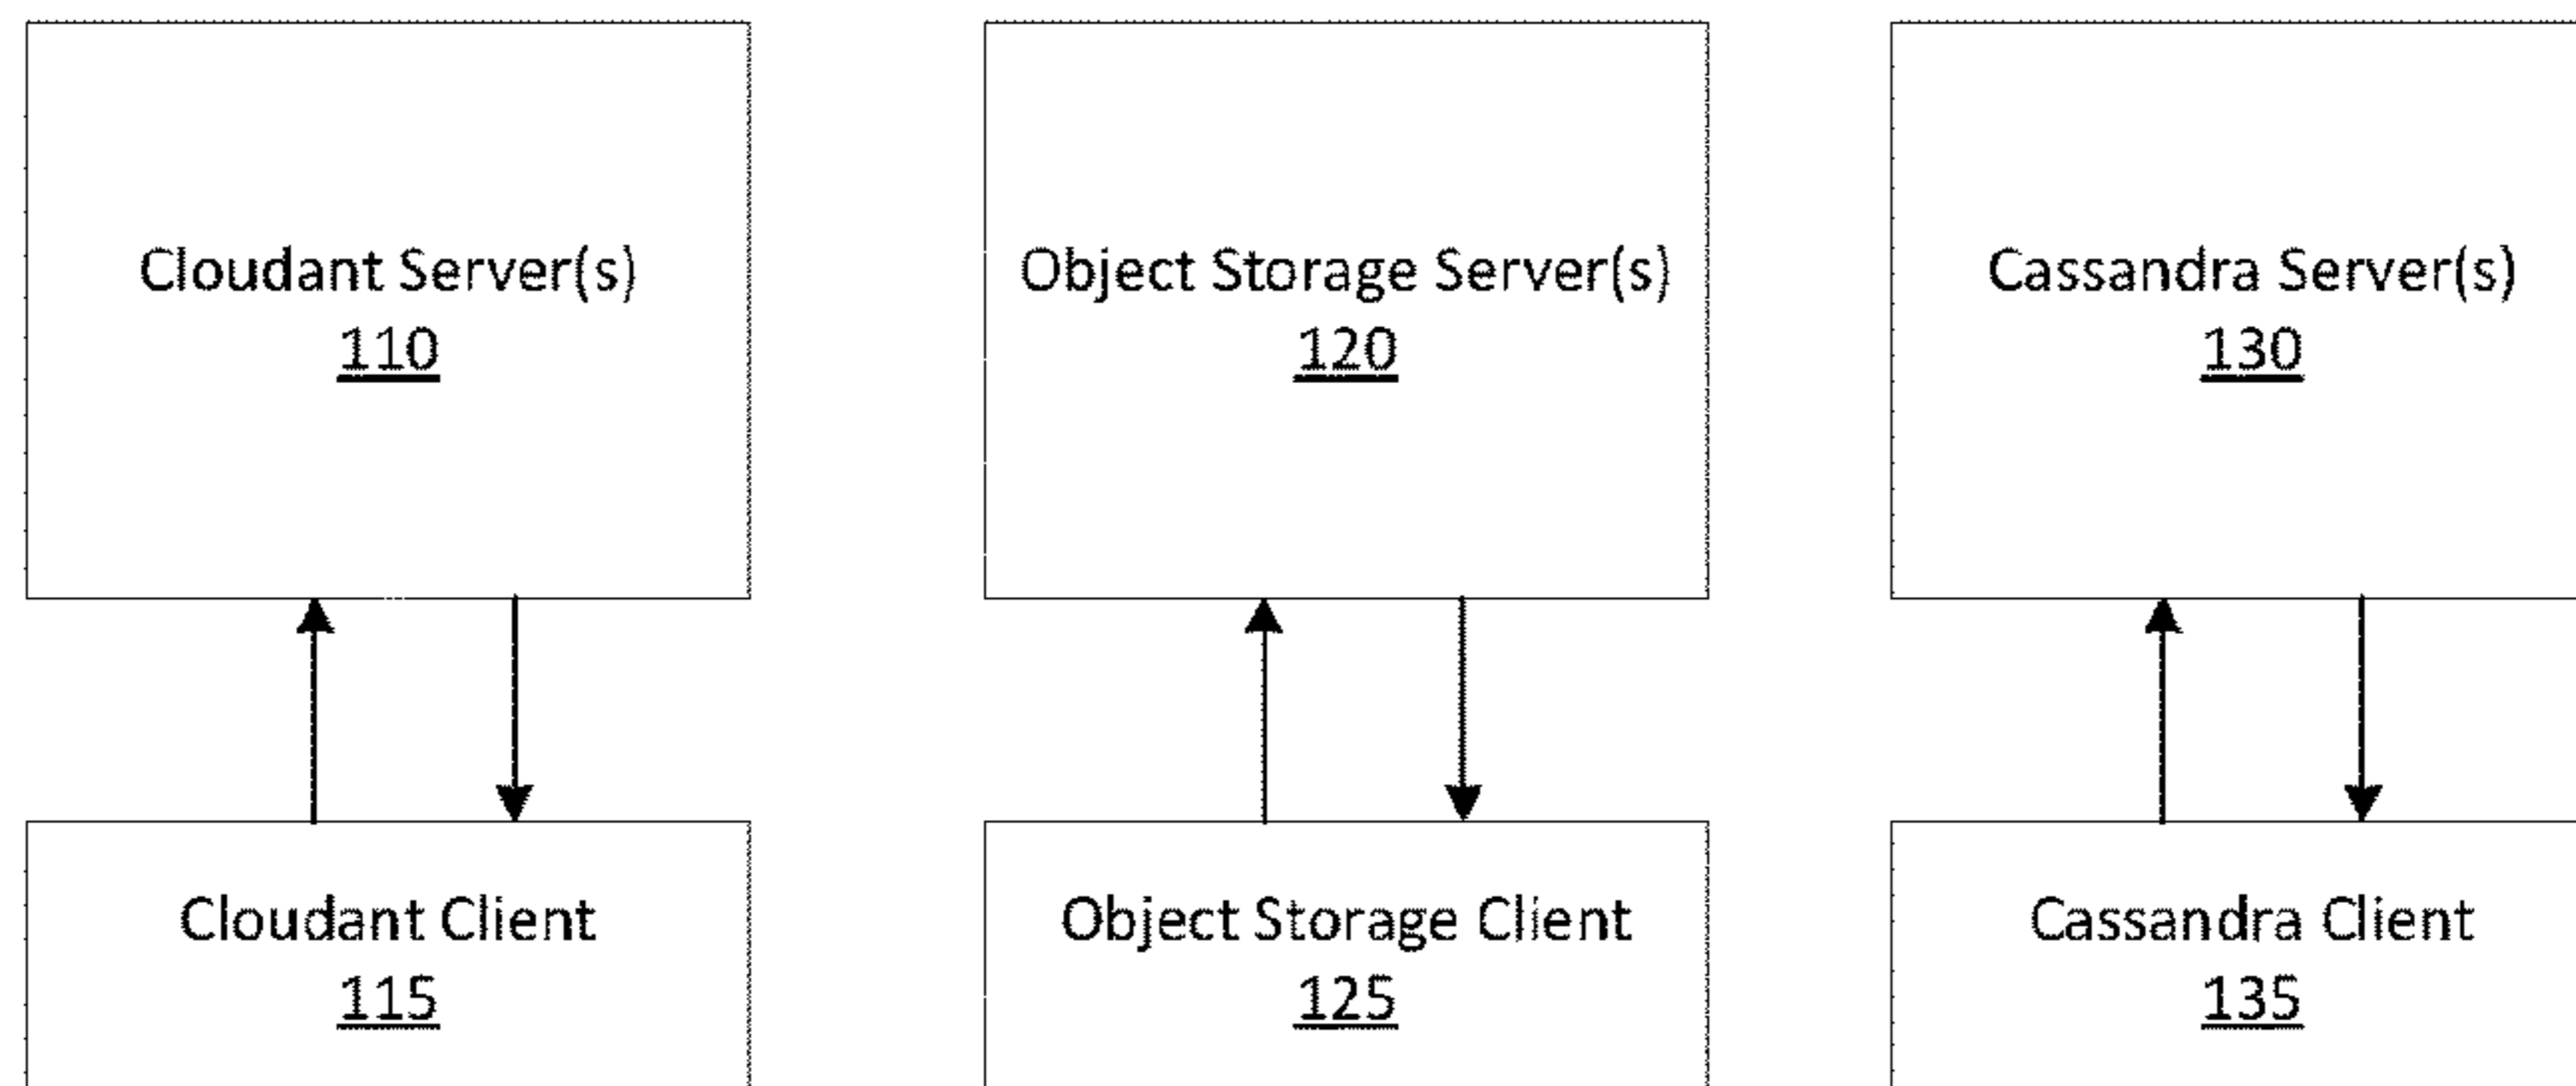 Cloudant Server(s)
110
Object Storage Server(s)
120
Cassandra Server(s)
130
Cloudant Client
115
Object Storage Client
125
Cassandra Client
135